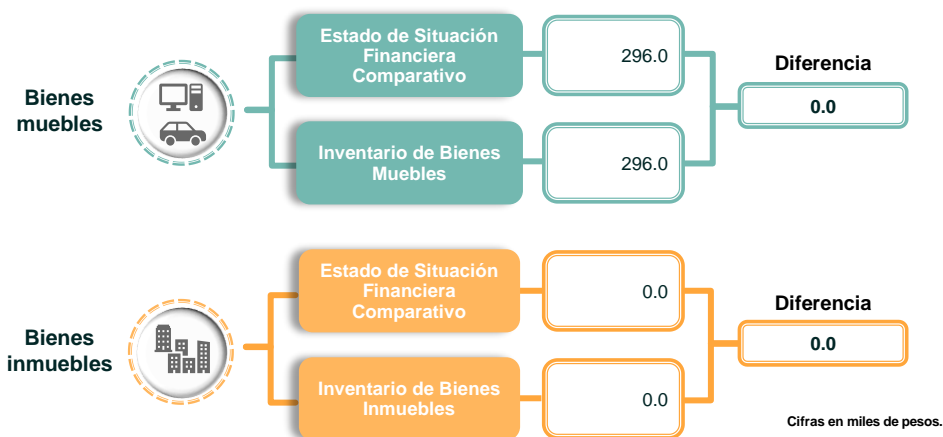 Bienes
muebles
Estado de Situación
Financiera
Comparativo
296.0
Inventario de Bienes
Muebles
296.0
Diferencia
0.0
Bienes
inmuebles
Estado de Situación
Financiera
Comparativo
0.0
Inventario de Bienes
Inmuebles
0.0
Diferencia
0.0
Cifras en miles de pesos.